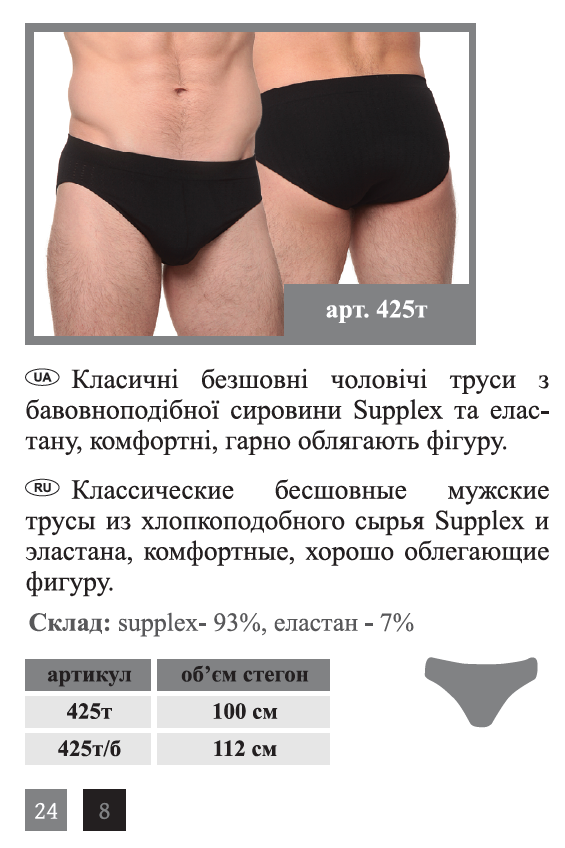 арт. 425т
UA Класичні безшовні чоловічі труси з
бавовноподібної сировини Supplex та елас-
тану, комфортні, гарно облягають фігуру.
RU Классические бесшовные мужские
трусы из хлопкоподобного сырья Supplex и
эластана, комфортные, хорошо облегающие
фигуру.
Склад: supplex- 93%, еластан - 7%
артикул об’єм стегон
425т 100 см
425т/б 112 см
24 8